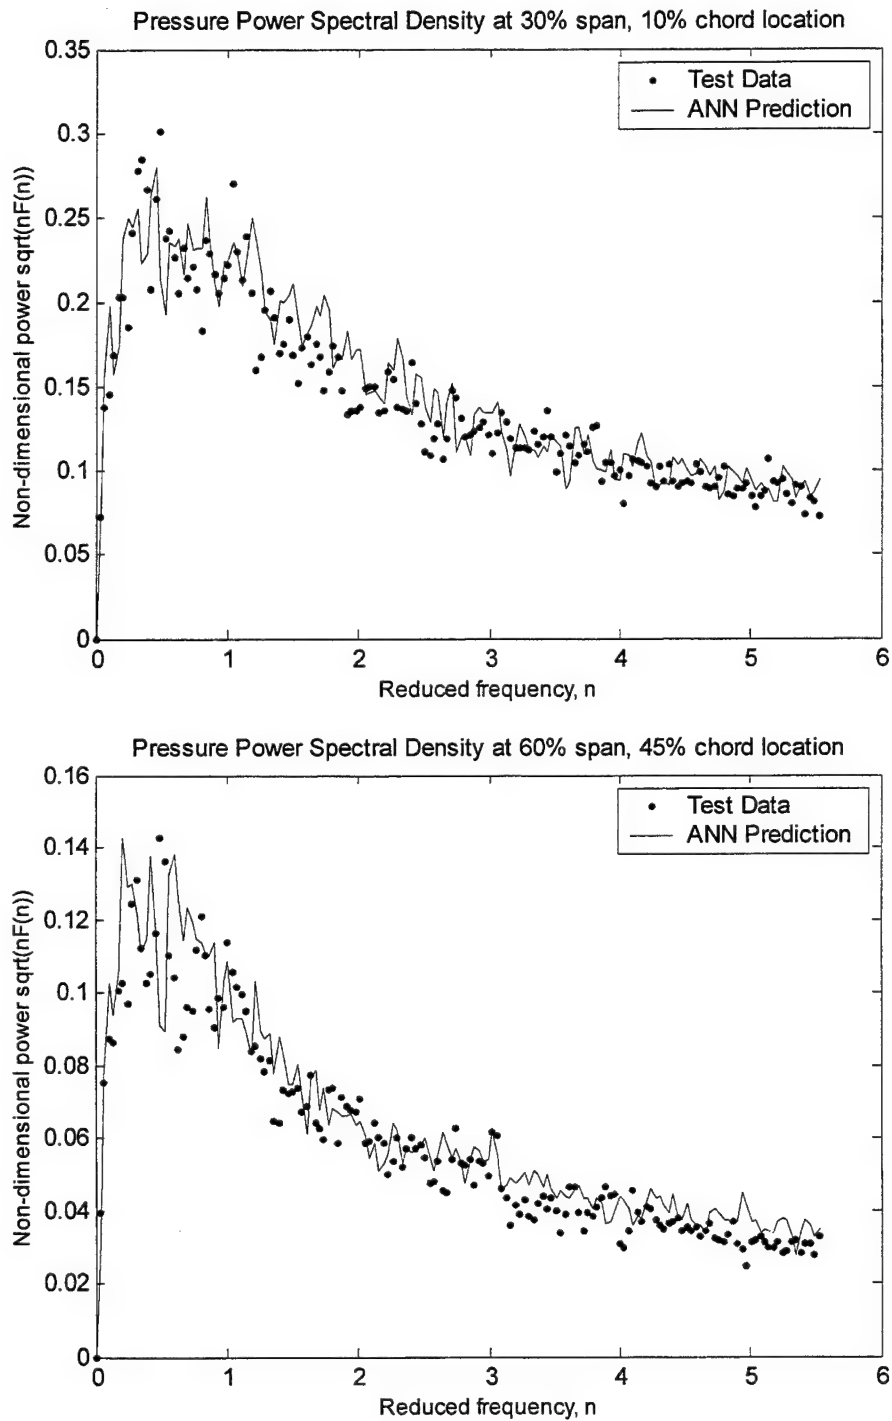 Pressure Power Spectral Density at 30% span, 10% chord location
0.35
0.3
0.25
0.2
0.15
0.1
0.05
0
Non-dimensional power sqrt(nF(n))
Test Data
ANN Prediction
0 1 2 3 4 5 6
Reduced frequency, n
Pressure Power Spectral Density at 60% span, 45% chord location
0.16
0.14
0.12
0.1
0.08
0.06
0.04
0.02
0
Non-dimensional power sqrt(nF(n))
Test Data
ANN Prediction
0 1 2 3 4 5 6
Reduced frequency, n